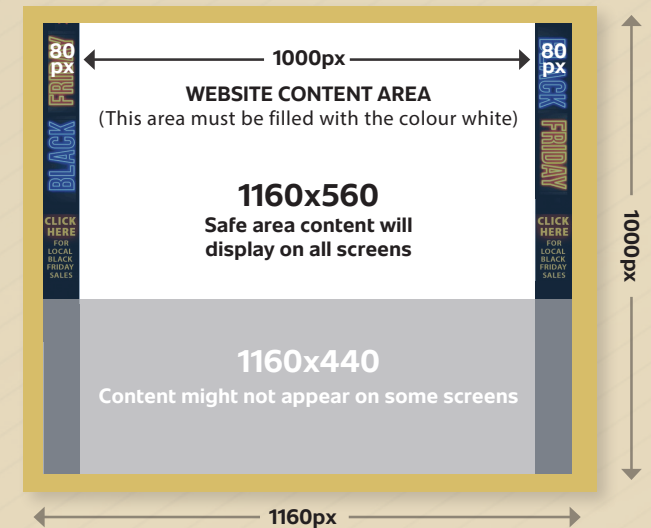 80
px
1000px
80
px
WEBSITE CONTENT AREA
(This area must be filled with the colour white)
BLACK FRIDAY
BLACK FRIDAY
1160x560
Safe area content will
display on all screens
CLICK
HERE
FOR
LOCAL
BLACK
FRIDAY
SALES
CLICK
HERE
FOR
LOCAL
BLACK
FRIDAY
SALES
1000px
1160x440
Content might not appear on some screens
1160px